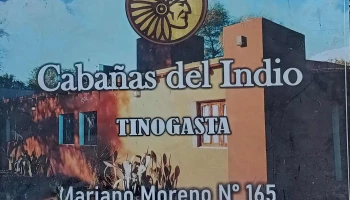 Cabañas del Indio
TINOGASTA
Mariano Moreno N° 165